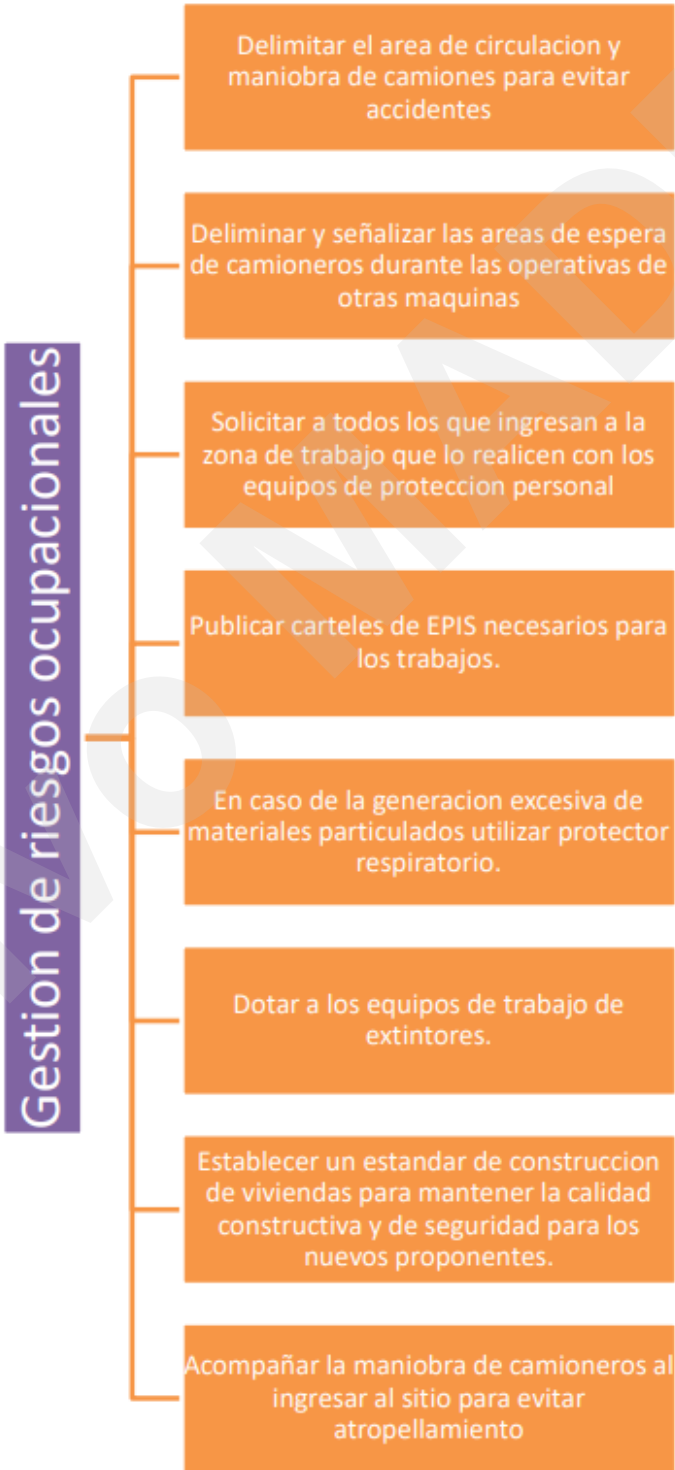 Gestion de riesgos ocupacionales
Delimitar el area de circulacion y
maniobra de camiones para evitar
accidentes
Deliminar y señalizar las areas de espera
de camioneros durante las operativas de
otras maquinas
Solicitar a todos los que ingresan a la
zona de trabajo que lo realicen con los
equipos de proteccion personal
Publicar carteles de EPIS necesarios para
los trabajos.
En caso de la generacion excesiva de
materiales particulados utilizar protector
respiratorio.
Dotar a los equipos de trabajo de
extintores.
Establecer un estandar de construccion
de viviendas para mantener la calidad
constructiva y de seguridad para los
nuevos proponentes.
Acompañar la maniobra de camioneros al
ingresar al sitio para evitar
atropellamiento